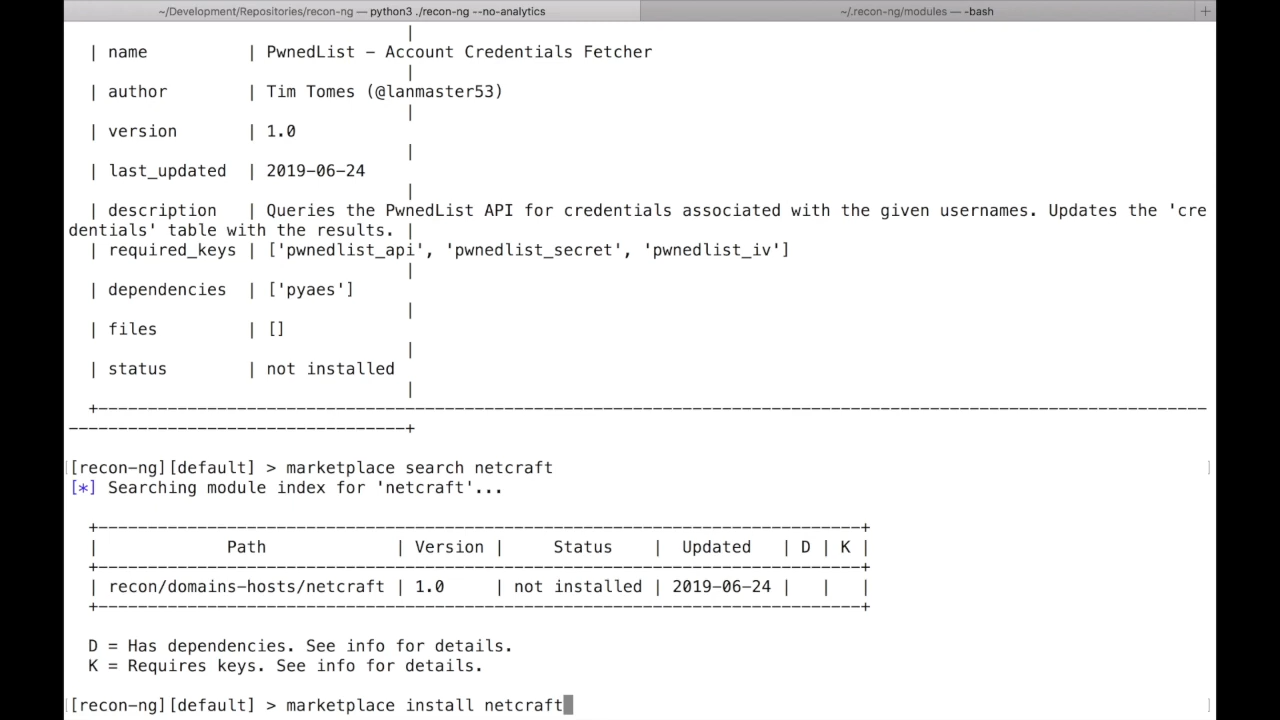 ~/Development/Repositories/recon-ng — python3 ./recon-ng --no-analytics
~/.recon-ng/modules — -bash
+
|
| name | PwnedList - Account Credentials Fetcher
|
| author | Tim Tomes (@lanmaster53)
|
| version | 1.0
|
| last_updated | 2019-06-24
|
| description | Queries the PwnedList API for credentials associated with the given usernames. Updates the 'cre
dentials' table with the results. |
| required_keys | ['pwnedlist_api', 'pwnedlist_secret', 'pwnedlist_iv']
|
| dependencies | ['pyaes']
|
| files | []
|
| status | not installed
|
+-----------------------------------------------------------------------------------------------------------------
----------------------------------+
[recon-ng][default] > marketplace search netcraft
[*] Searching module index for 'netcraft'...
+------------------------------------------------------------------------------+
| Path | Version | Status | Updated | D | K |
+------------------------------------------------------------------------------+
| recon/domains-hosts/netcraft | 1.0 | not installed | 2019-06-24 | | |
+------------------------------------------------------------------------------+
D = Has dependencies. See info for details.
K = Requires keys. See info for details.
[recon-ng][default] > marketplace install netcraft